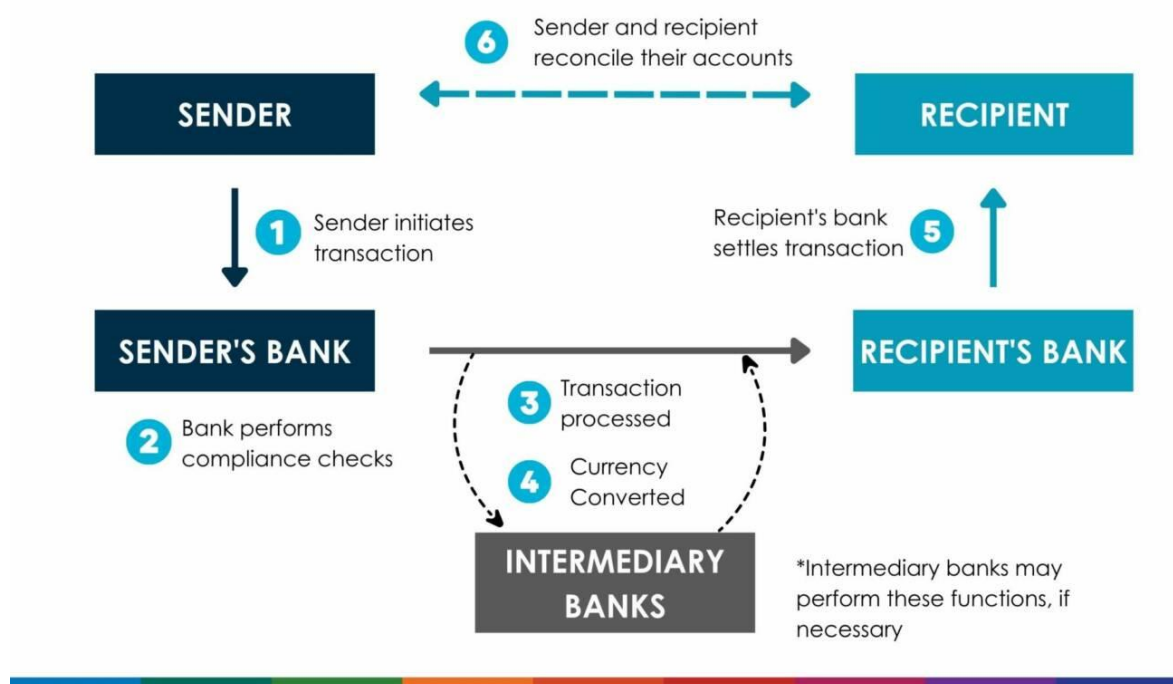 6
Sender and recipient
reconcile their accounts
SENDER
RECIPIENT
1
Sender initiates
transaction
Recipient's bank
settles transaction
5
SENDER'S BANK
RECIPIENT'S BANK
2
Bank performs
compliance checks
3
Transaction
processed
4
Currency
Converted
INTERMEDIARY
BANKS
*Intermediary banks may
perform these functions, if
necessary